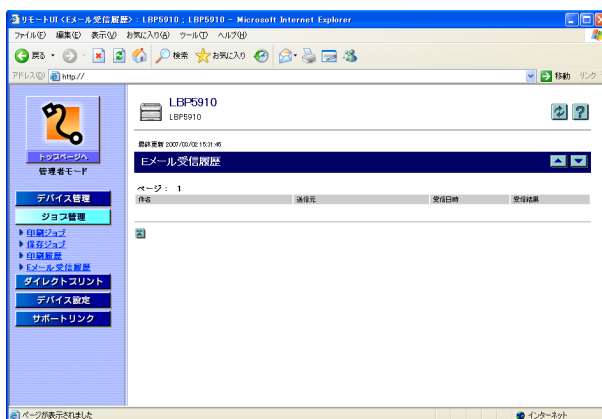 リモートUI <Eメール受信履歴> : LBP5910 ; LBP5910 - Microsoft Internet Explorer
ファイル(F) 編集(E) 表示(V) お気に入り(A) ツール(T) ヘルプ(H)
戻る 検索 お気に入り
アドレス(D) http:// 移動 リンク
LBP5910
LBP5910
トップページへ
管理者モード
最終更新 2007/03/02 15:31:46
Eメール受信履歴
ページ : 1
件名 送信元 受信日時 受信結果
デバイス管理
ジョブ管理
印刷ジョブ
保存ジョブ
印刷履歴
Eメール受信履歴
ダイレクトプリント
デバイス設定
サポートリンク
ページが表示されました インターネット